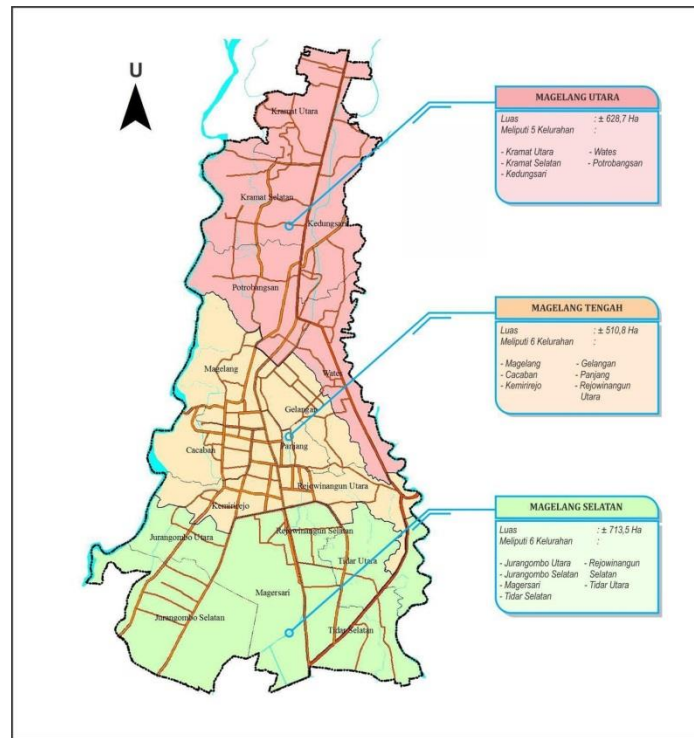 U
Kramat Utara
Kramat Selatan
Kedungsari
Potrobangsan
Magelang
Wates
Gelangan
Panjang
Cacaban
Rejowinangun Utara
Kemirirejo
Jurangombo Utara
Rejowinangun Selatan
Tidar Utara
Magersari
Jurangombo Selatan
Tidar Selatan
MAGELANG UTARA
Luas : ± 628,7 Ha
Meliputi 5 Kelurahan :
- Kramat Utara - Wates
- Kramat Selatan - Potrobangsan
- Kedungsari
MAGELANG TENGAH
Luas : ± 510,8 Ha
Meliputi 6 Kelurahan :
- Magelang - Gelangan
- Cacaban - Panjang
- Kemirirejo - Rejowinangun
Utara
MAGELANG SELATAN
Luas : ± 713,5 Ha
Meliputi 6 Kelurahan :
- Jurangombo Utara - Rejowinangun
- Jurangombo Selatan Selatan
- Magersari - Tidar Utara
- Tidar Selatan